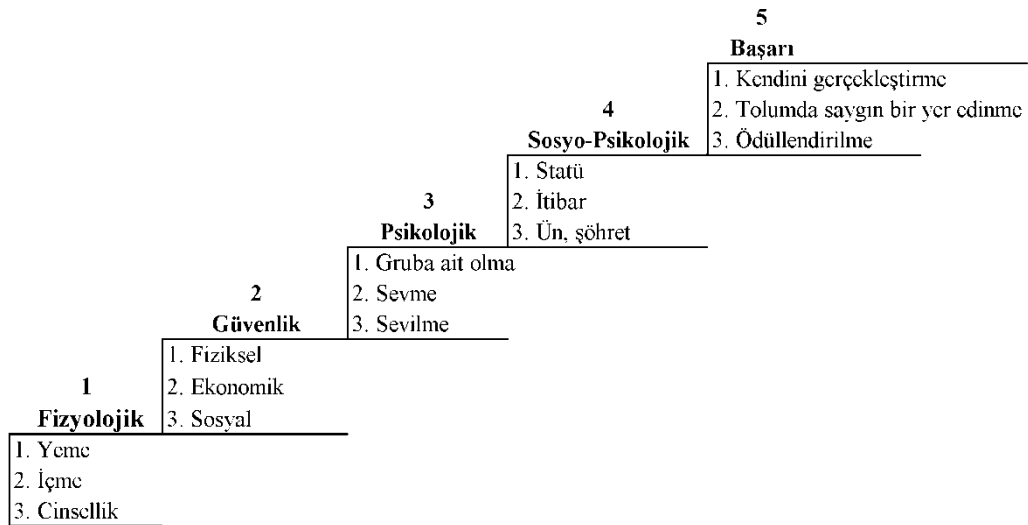 5
Başarı
1. Kendini gerçekleştirme
2. Tolumda saygın bir yer edinme
3. Ödüllendirilme
4
Sosyo-Psikolojik
1. Statü
2. İtibar
3. Ün, şöhret
3
Psikolojik
1. Gruba ait olma
2. Sevme
3. Sevilme
2
Güvenlik
1. Fiziksel
2. Ekonomik
3. Sosyal
1
Fizyolojik
1. Yeme
2. İçme
3. Cinsellik